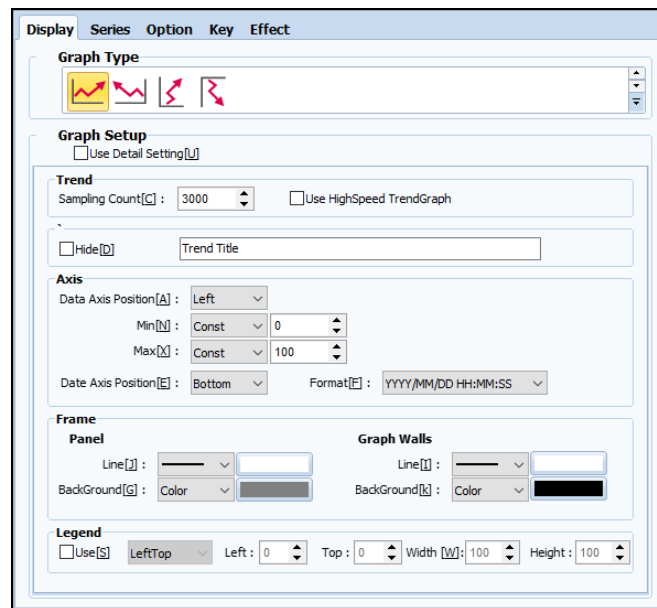 Display Series Option Key Effect
Graph Type
Graph Setup
Use Detail Setting[U]
Trend
Sampling Count[C] : 3000 Use HighSpeed TrendGraph
`
Hide[D] Trend Title
Axis
Data Axis Position[A] : Left
Min[N] : Const 0
Max[X] : Const 100
Date Axis Position[E] : Bottom Format[F] : YYYY/MM/DD HH:MM:SS
Frame
Panel Graph Walls
Line[J] : Line[I] :
BackGround[G] : Color BackGround[k] : Color
Legend
Use[S] LeftTop Left : 0 Top : 0 Width [W]: 100 Height : 100